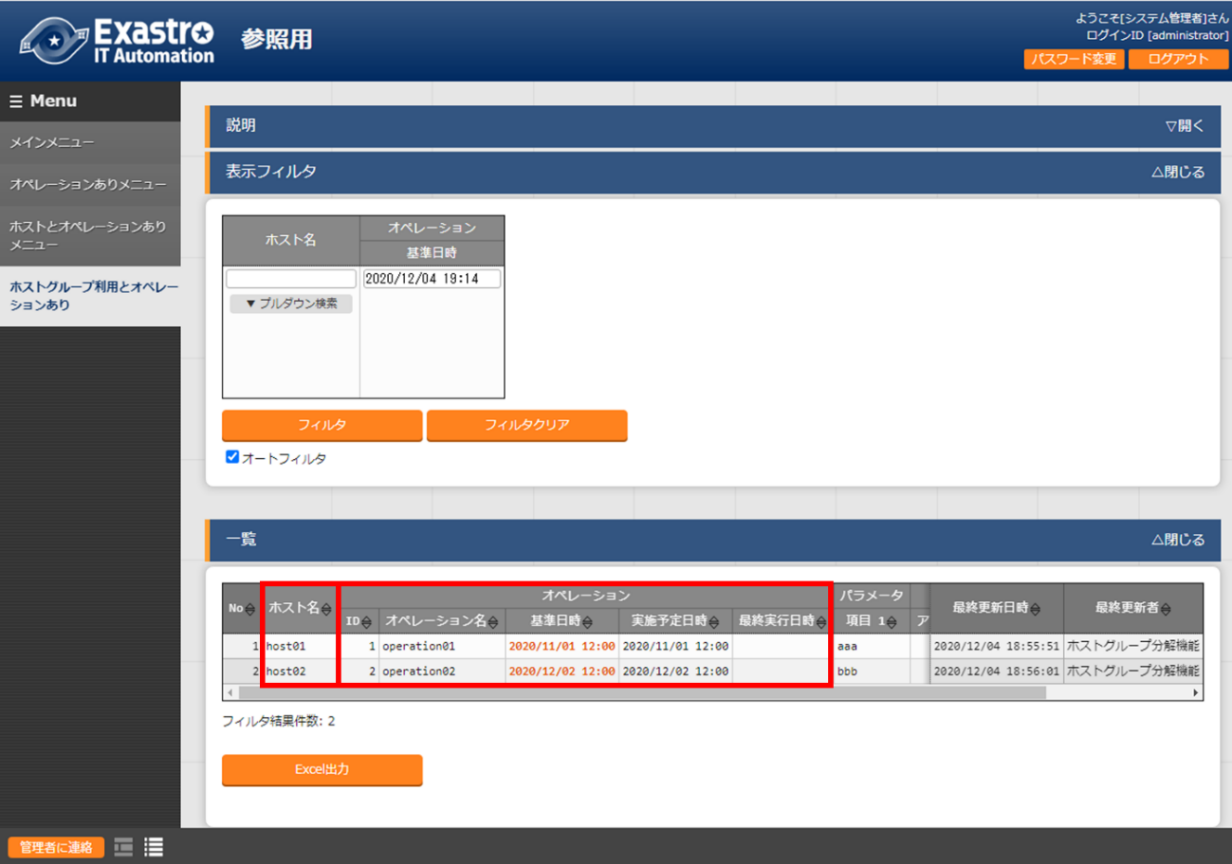 Exastro
IT Automation
参照用
ようこそ[システム管理者]さん
ログインID [administrator]
パスワード変更 ログアウト
Menu
メインメニュー
オペレーションありメニュー
ホストとオペレーションあり
メニュー
ホストグループ利用とオペレー
ションあり
説明 ▽開く
表示フィルタ △閉じる
ホスト名 オペレーション
基準日時
2020/12/04 19:14
▼ プルダウン検索
フィルタ フィルタクリア
オートフィルタ
一覧 △閉じる
No ホスト名 オペレーション パラメータ 最終更新日時 最終更新者
ID オペレーション名 基準日時 実施予定日時 最終実行日時 項目 1 ア
1 host01 1 operation01 2020/11/01 12:00 2020/11/01 12:00 aaa 2020/12/04 18:55:51 ホストグループ分解機能
2 host02 2 operation02 2020/12/02 12:00 2020/12/02 12:00 bbb 2020/12/04 18:56:01 ホストグループ分解機能
フィルタ結果件数: 2
Excel出力
管理者に連絡